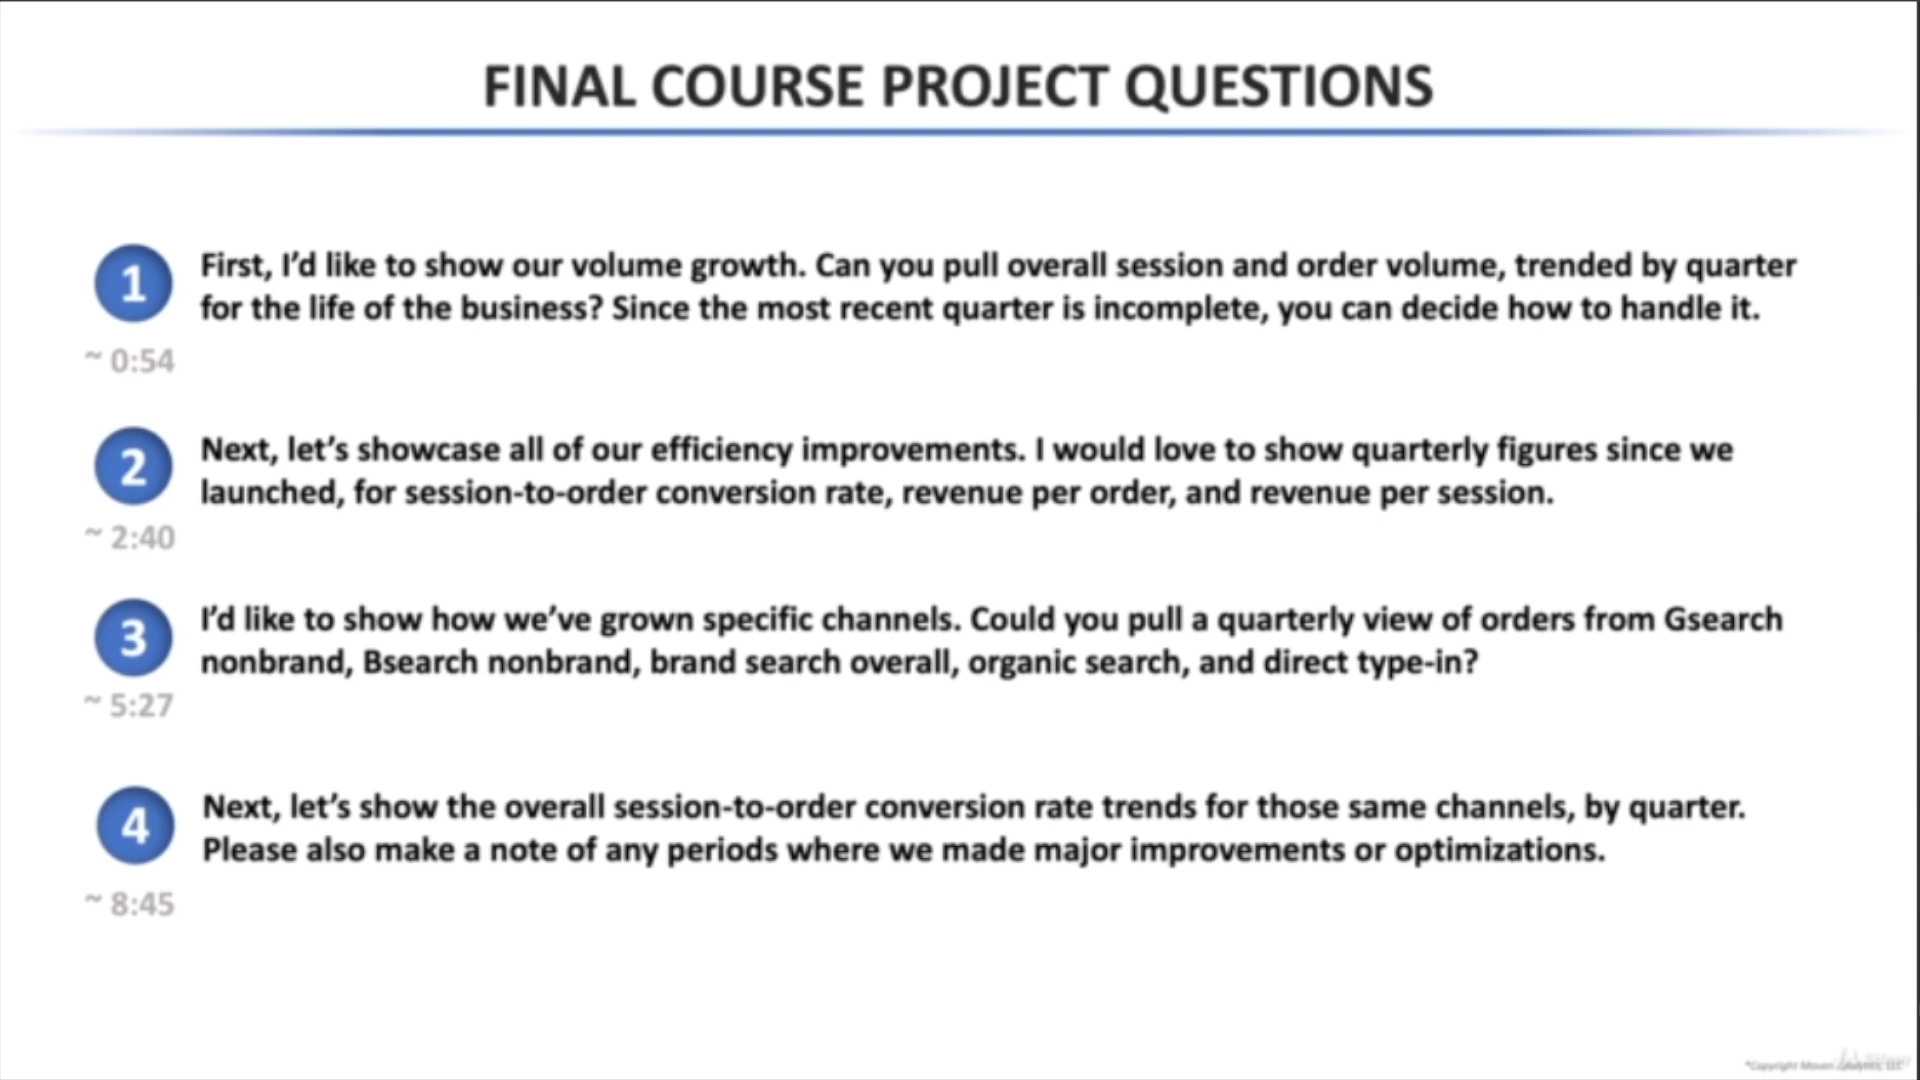 FINAL COURSE PROJECT QUESTIONS
1
First, I’d like to show our volume growth. Can you pull overall session and order volume, trended by quarter
for the life of the business? Since the most recent quarter is incomplete, you can decide how to handle it.
~ 0:54
2
Next, let’s showcase all of our efficiency improvements. I would love to show quarterly figures since we
launched, for session-to-order conversion rate, revenue per order, and revenue per session.
~ 2:40
3
I’d like to show how we’ve grown specific channels. Could you pull a quarterly view of orders from Gsearch
nonbrand, Bsearch nonbrand, brand search overall, organic search, and direct type-in?
~ 5:27
4
Next, let’s show the overall session-to-order conversion rate trends for those same channels, by quarter.
Please also make a note of any periods where we made major improvements or optimizations.
~ 8:45
*Copyright Maven